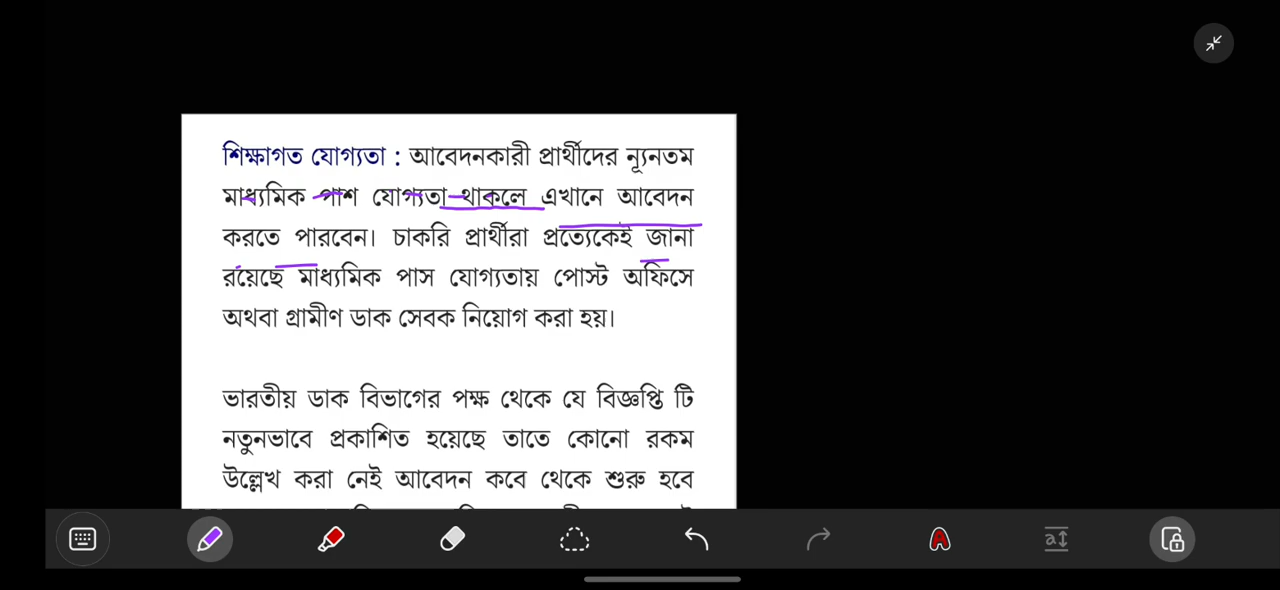 শিক্ষাগত যোগ্যতা : আবেদনকারী প্রার্থীদের ন্যূনতম
মাধ্যমিক পাশ যোগ্যতা থাকলে এখানে আবেদন
করতে পারবেন। চাকরি প্রার্থীরা প্রত্যেকেই জানা
রয়েছে মাধ্যমিক পাস যোগ্যতায় পোস্ট অফিসে
অথবা গ্রামীণ ডাক সেবক নিয়োগ করা হয়।
ভারতীয় ডাক বিভাগের পক্ষ থেকে যে বিজ্ঞপ্তি টি
নতুনভাবে প্রকাশিত হয়েছে তাতে কোনো রকম
উল্লেখ করা নেই আবেদন কবে থেকে শুরু হবে